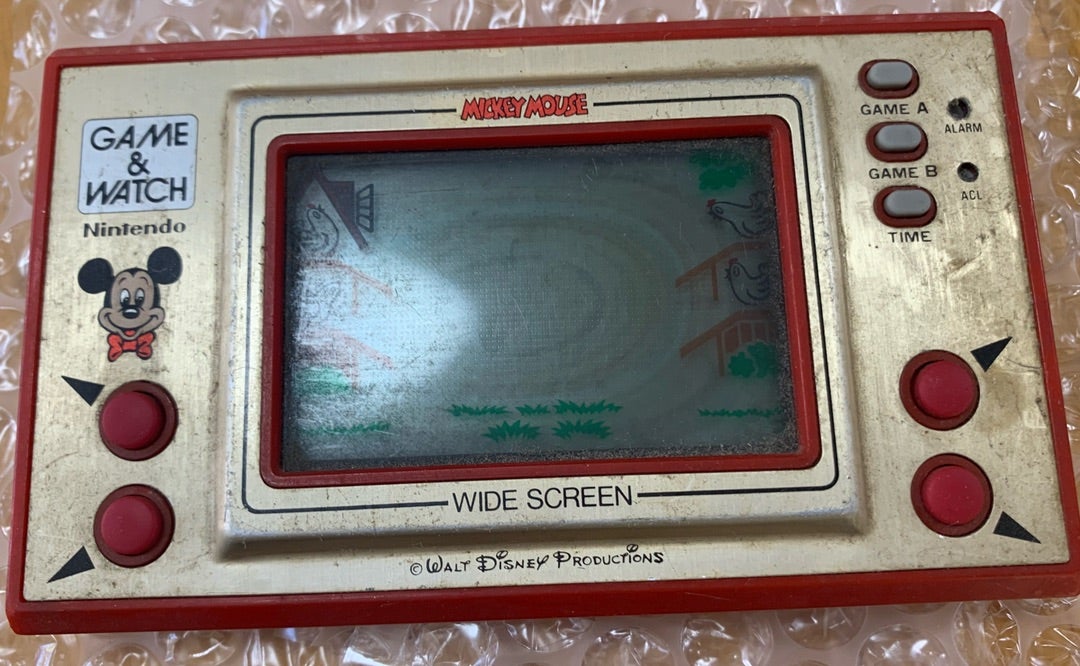 GAME
&
WATCH
Nintendo
MICKEY MOUSE
GAME A
ALARM
GAME B
ACL
TIME
WIDE SCREEN
© WALT DISNEY PRODUCTIONS